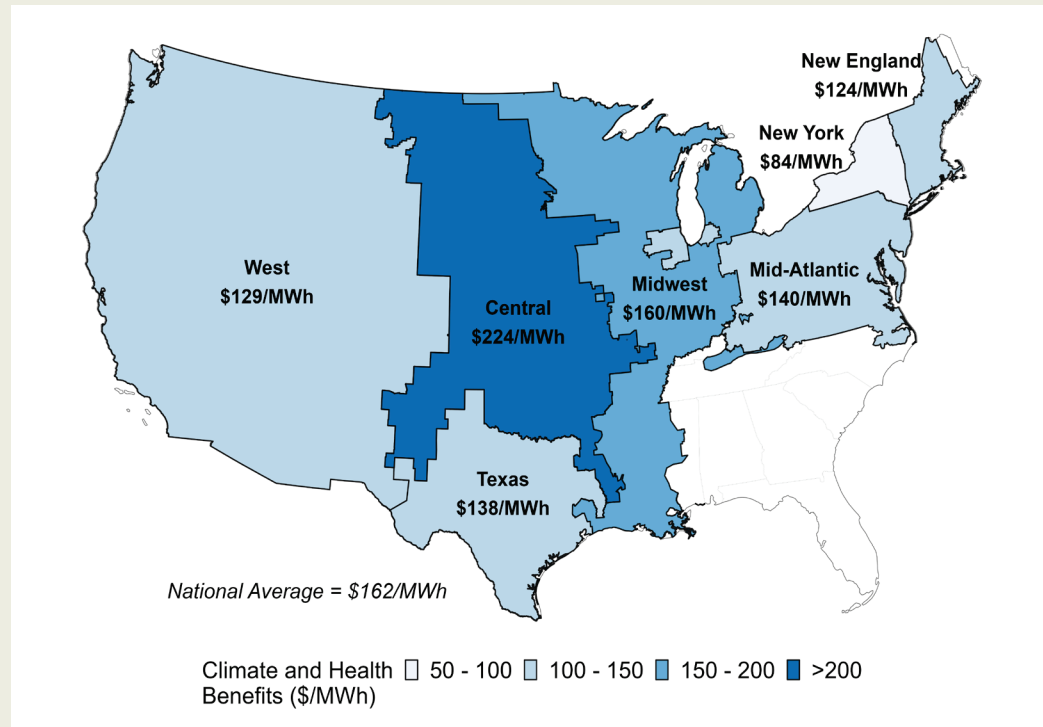 New England
$124/MWh
New York
$84/MWh
West
$129/MWh
Central
$224/MWh
Midwest
$160/MWh
Mid-Atlantic
$140/MWh
Texas
$138/MWh
National Average = $162/MWh
Climate and Health 50 - 100 100 - 150 150 - 200 >200
Benefits ($/MWh)